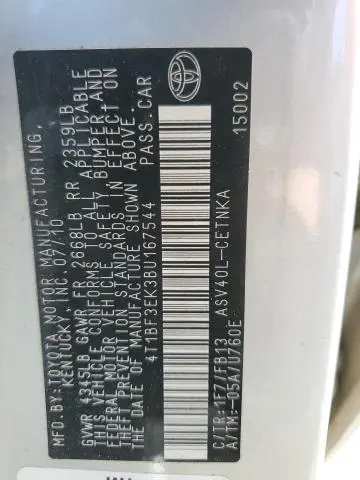 MFD.BY:TOYOTA MOTOR MANUFACTURING,
KENTUCKY, INC. 07/10
GVWR 4345LB GAWR FR 2668LB RR 2359LB
THIS VEHICLE CONFORMS TO ALL APPLICABLE
FEDERAL MOTOR VEHICLE SAFETY BUMPER, AND
THEFT PREVENTION STANDARDS IN EFFECT ON
THE DATE OF MANUFACTURE SHOWN ABOVE.
4T1BF3EK3BU167544 PASS.CAR
C/TR:1F7/FB13 ASV40L-CETNKA
A/TM:-05A/U760E 15002